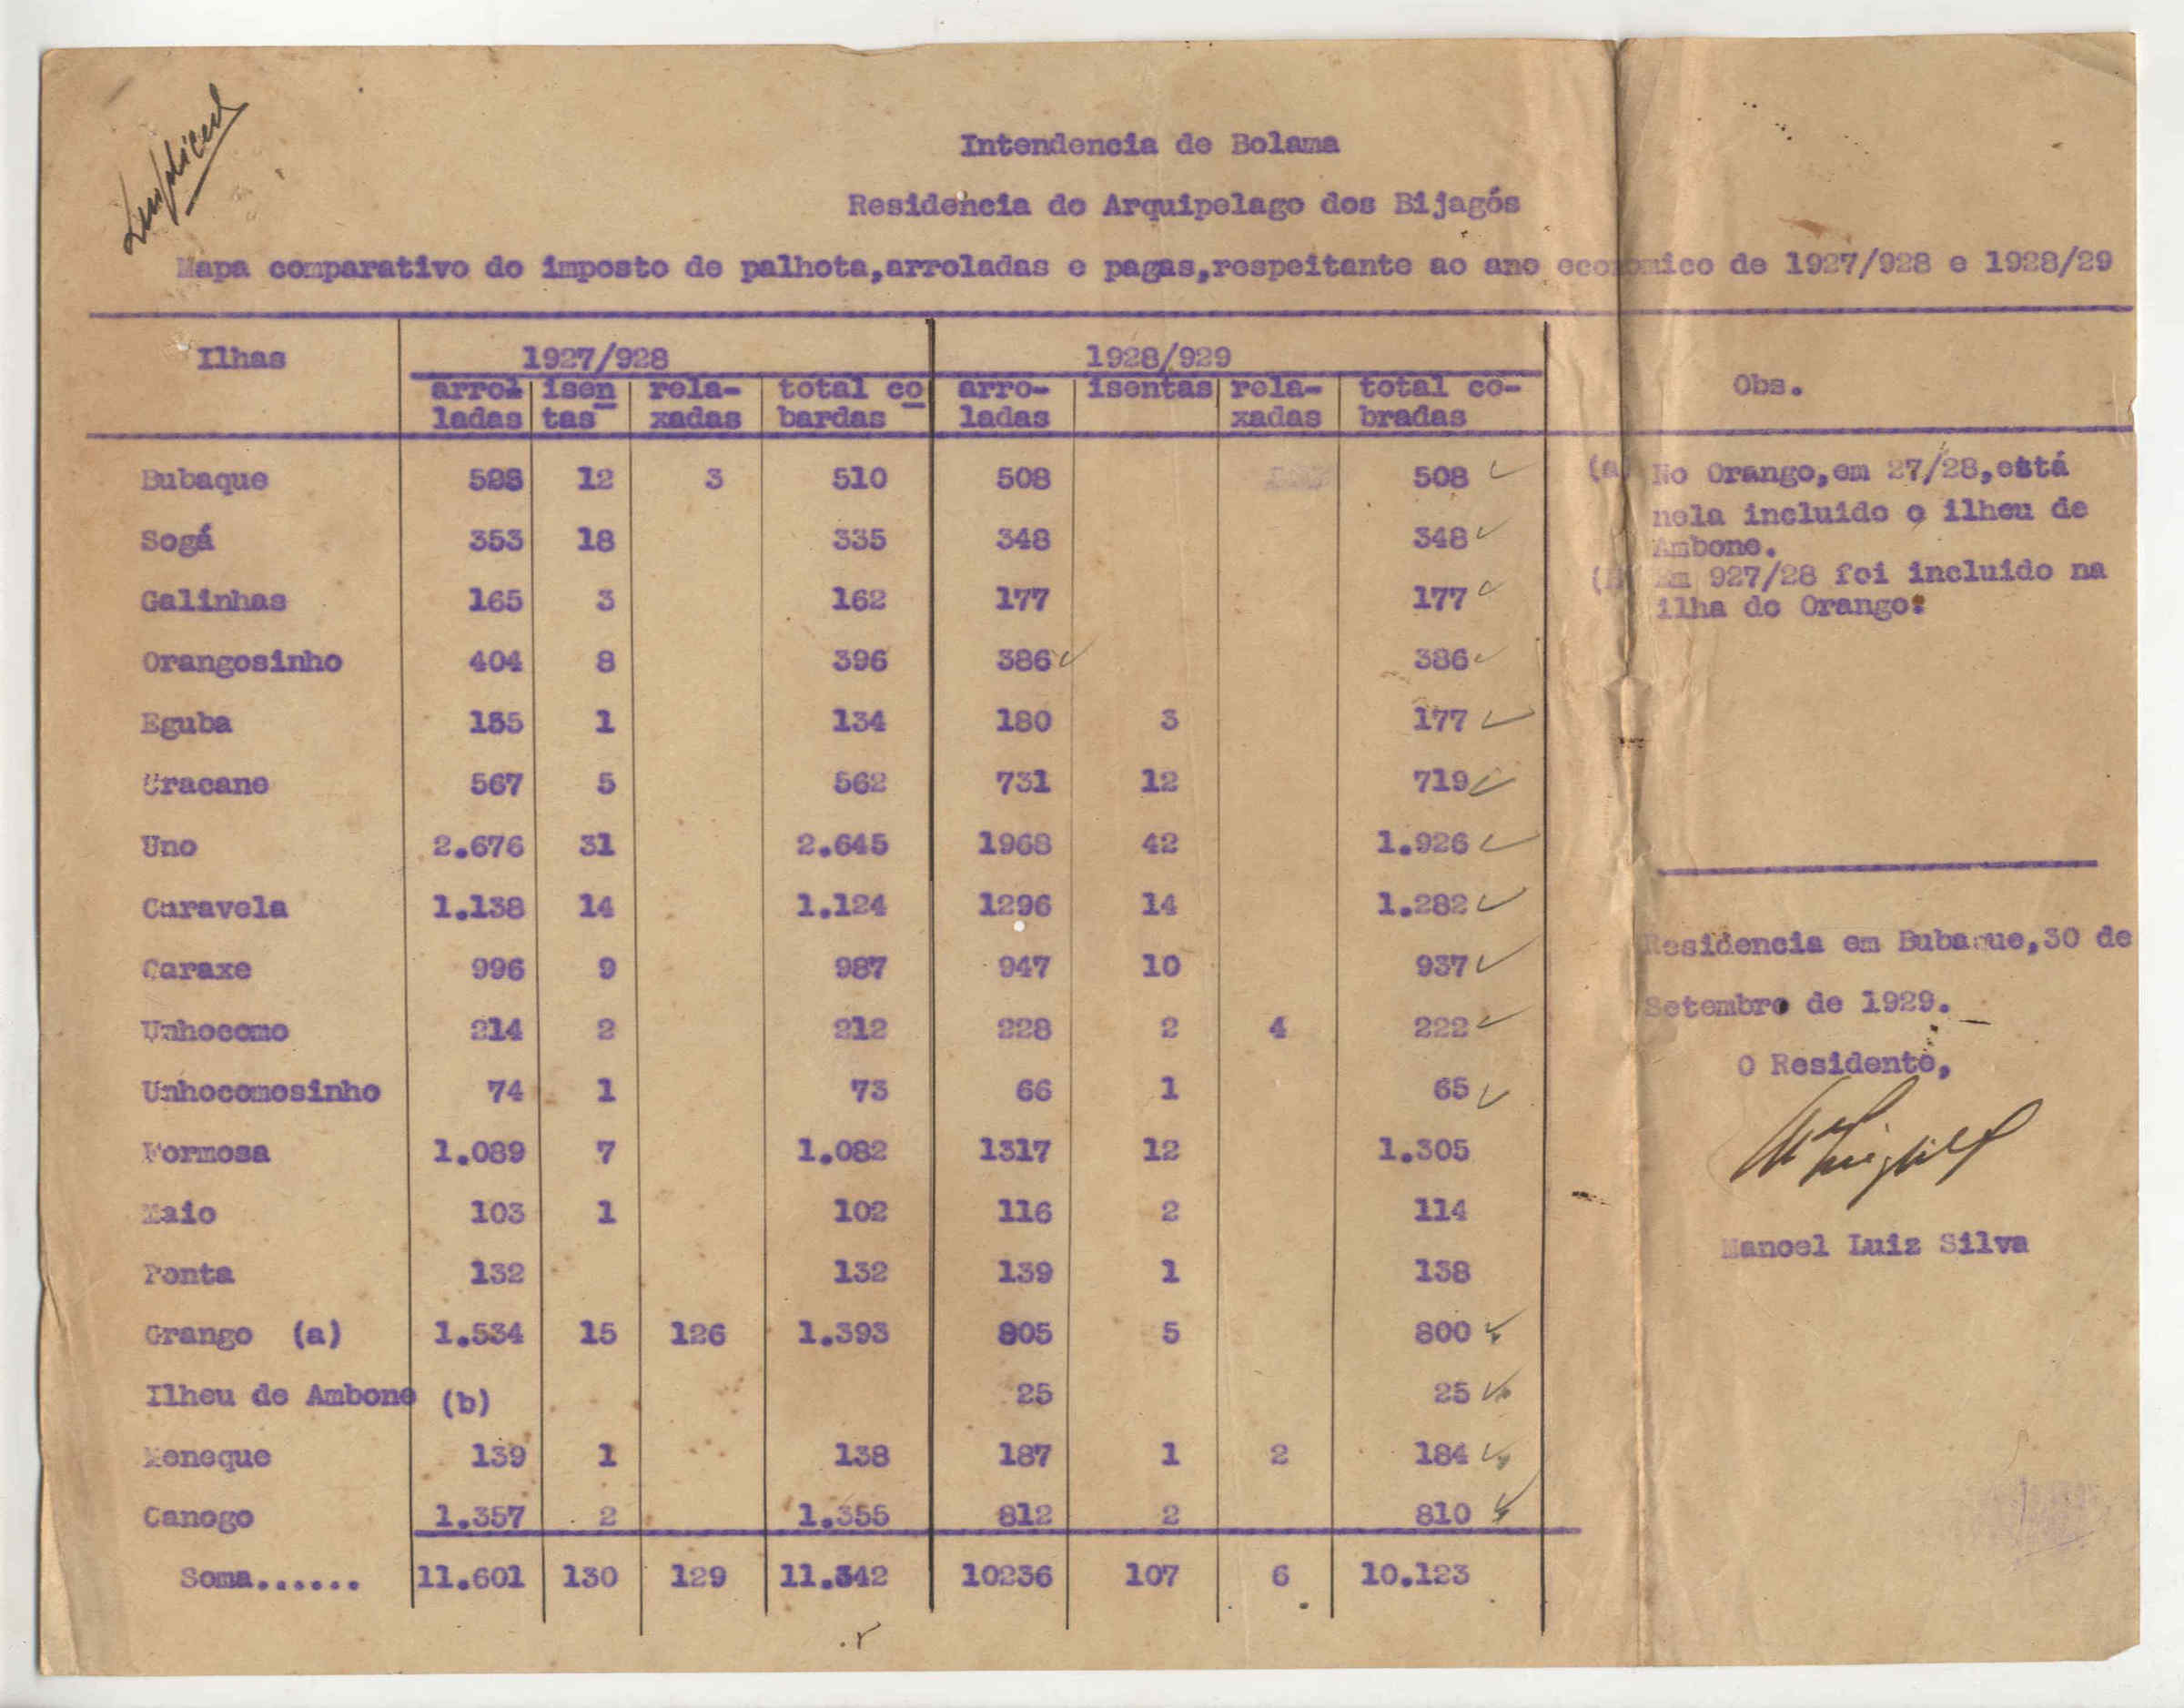 Duplicado
Intendencia de Bolama
Residencia do Arquipelago dos Bijagós
Mapa comparativo do imposto de palhota,arroladas e pagas,respeitante ao ano economico de 1927/928 e 1928/29
Ilhas 1927/928 1928/929 Obs.
arrol isen rela- total co arro- isentas rela- total co-
ladas tas xadas bardas ladas xadas bradas
Bubaque 12 3 510 508 508
Sogá 353 18 335 348 348
Galinhas 165 3 162 177 177
Orangosinho 404 8 396 386 386
Eguba 135 1 134 180 3 177
Uracane 567 5 562 731 12 719
Uno 2.676 31 2.645 1968 42 1.926
Caravela 1.138 14 1.124 1296 14 1.282
Caraxe 996 9 987 947 10 937
Unhocomo 214 2 212 228 2 4 222
Unhocomosinho 74 1 73 66 1 65
Formosa 1.089 7 1.082 1317 12 1.305
Maio 103 1 102 116 2 114
Ponta 132 132 139 1 138
Orango (a) 1.534 15 126 1.393 805 5 800
Ilheu de Ambone (b) 25 25
Meneque 139 1 138 187 1 2 184
Canogo 1.357 2 1.355 812 2 810
Soma...... 11.601 130 129 11.342 10236 107 6 10.123
(a) No Orango,em 27/28,está
nela incluido o ilheu de
Ambone.
(b) Em 927/28 foi incluido na
ilha do Orango.
Residencia em Bubaque,30 de
Setembro de 1929.
O Residente,
Manoel Luiz Silva